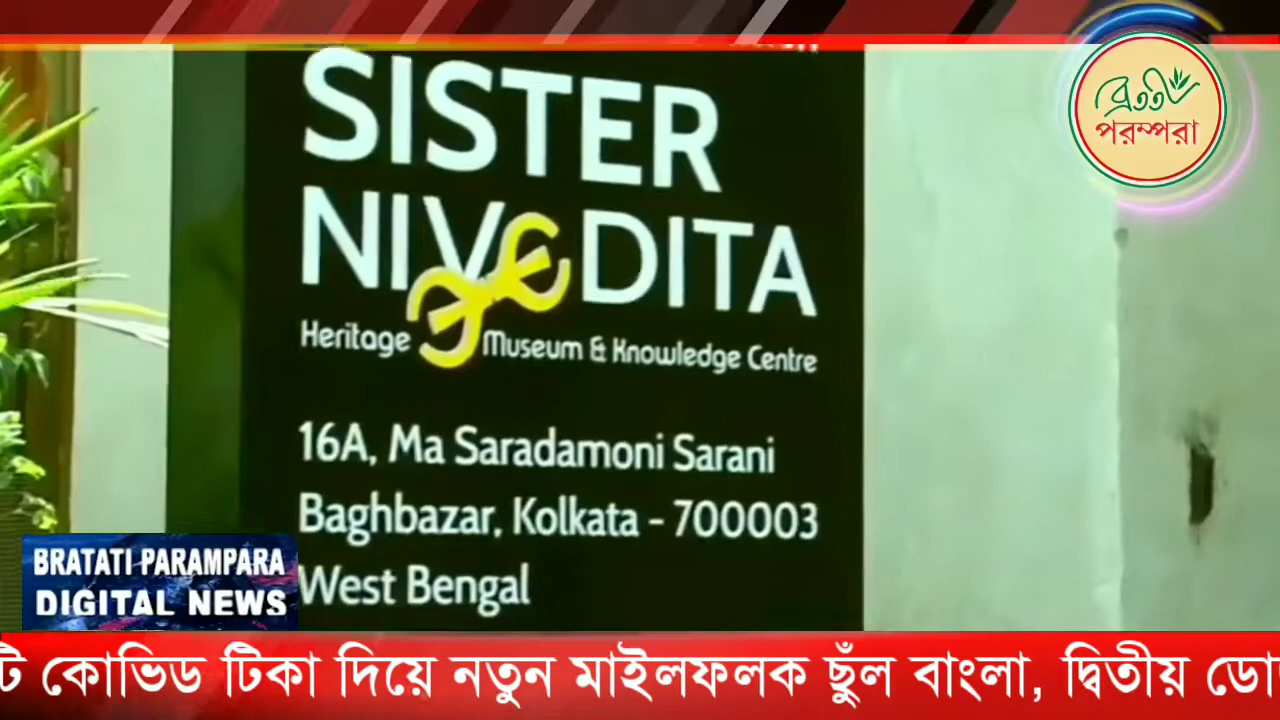 SISTER
NIVEDITA
Heritage Museum & Knowledge Centre
16A, Ma Saradamoni Sarani
Baghbazar, Kolkata - 700003
West Bengal
ব্রততী
পরম্পরা
BRATATI PARAMPARA
DIGITAL NEWS
টি কোভিড টিকা দিয়ে নতুন মাইলফলক ছুঁল বাংলা, দ্বিতীয়